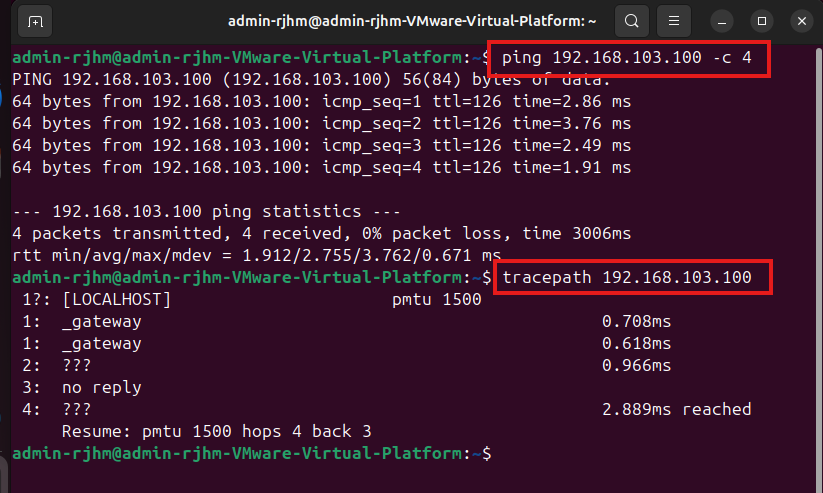 admin-rjhm@admin-rjhm-VMware-Virtual-Platform: ~
admin-rjhm@admin-rjhm-VMware-Virtual-Platform:~$ ping 192.168.103.100 -c 4
PING 192.168.103.100 (192.168.103.100) 56(84) bytes of data.
64 bytes from 192.168.103.100: icmp_seq=1 ttl=126 time=2.86 ms
64 bytes from 192.168.103.100: icmp_seq=2 ttl=126 time=3.76 ms
64 bytes from 192.168.103.100: icmp_seq=3 ttl=126 time=2.49 ms
64 bytes from 192.168.103.100: icmp_seq=4 ttl=126 time=1.91 ms
--- 192.168.103.100 ping statistics ---
4 packets transmitted, 4 received, 0% packet loss, time 3006ms
rtt min/avg/max/mdev = 1.912/2.755/3.762/0.671 ms
admin-rjhm@admin-rjhm-VMware-Virtual-Platform:~$ tracepath 192.168.103.100
1?: [LOCALHOST] pmtu 1500
1: _gateway 0.708ms
1: _gateway 0.618ms
2: ??? 0.966ms
3: no reply
4: ??? 2.889ms reached
Resume: pmtu 1500 hops 4 back 3
admin-rjhm@admin-rjhm-VMware-Virtual-Platform:~$